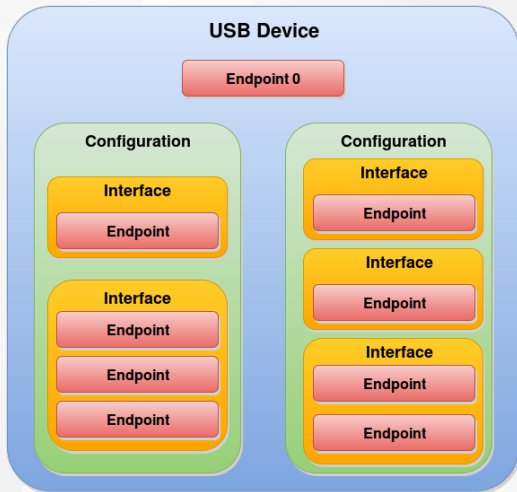 USB Device
Endpoint 0
Configuration
Interface
Endpoint
Interface
Endpoint
Endpoint
Endpoint
Configuration
Interface
Endpoint
Interface
Endpoint
Interface
Endpoint
Endpoint